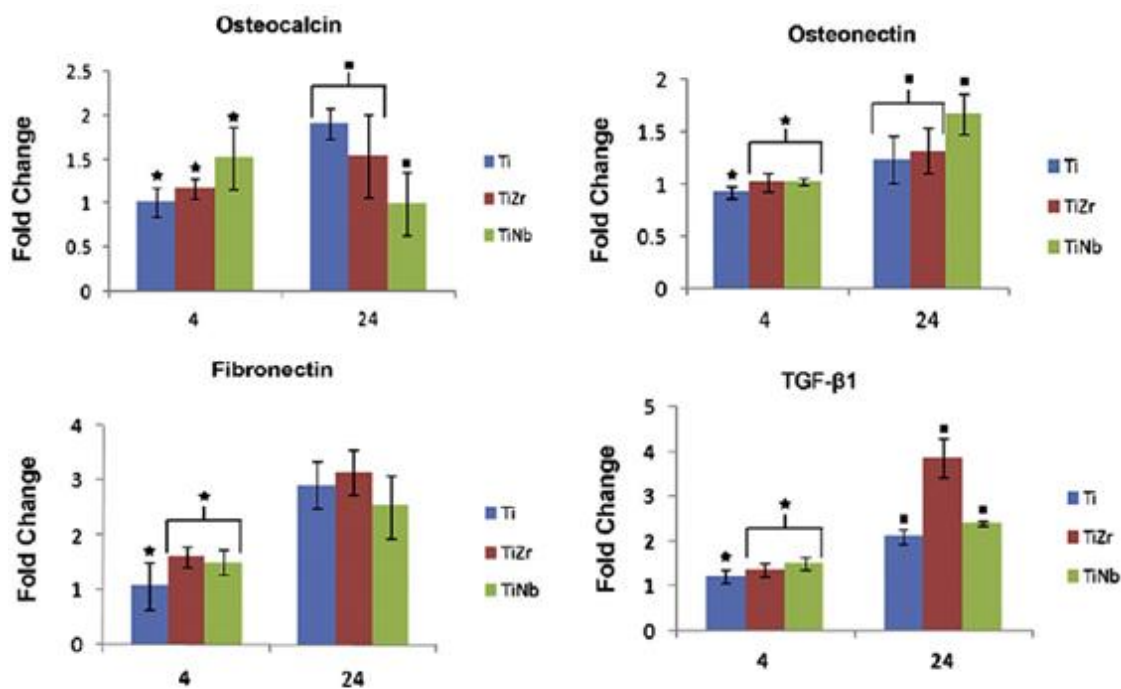 Osteocalcin
Fold Change
2.5
2
1.5
1
0.5
0
4
24
Ti
TiZr
TiNb
Osteonectin
Fold Change
2
1.5
1
0.5
0
4
24
Ti
TiZr
TiNb
Fibronectin
Fold Change
4
3
2
1
0
4
24
Ti
TiZr
TiNb
TGF-β1
Fold Change
5
4
3
2
1
0
4
24
Ti
TiZr
TiNb